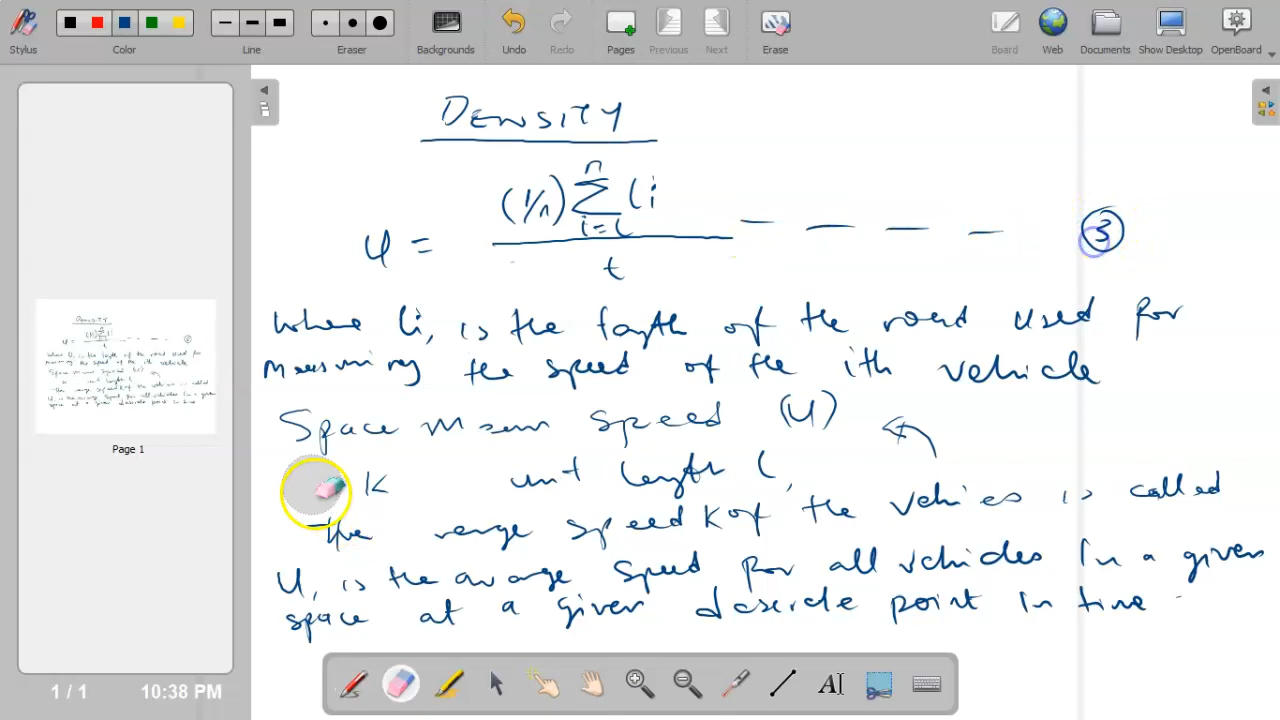 Stylus
Color
Line
Eraser
Backgrounds
Undo
Redo
Pages
Previous
Next
Erase
Board
Web
Documents
Show Desktop
OpenBoard
DENSITY
u = (1/n) Σ li / t — — — — ③
n
i=1
where li, is the length of the road used for
measuring the speed of the ith vehicle
Space mean speed (u)
K unit length l,
The range speed K of the vehicles is called
U, is the average speed for all vehicles in a given
space at a given discrete point in time
Page 1
1 / 1
10:38 PM